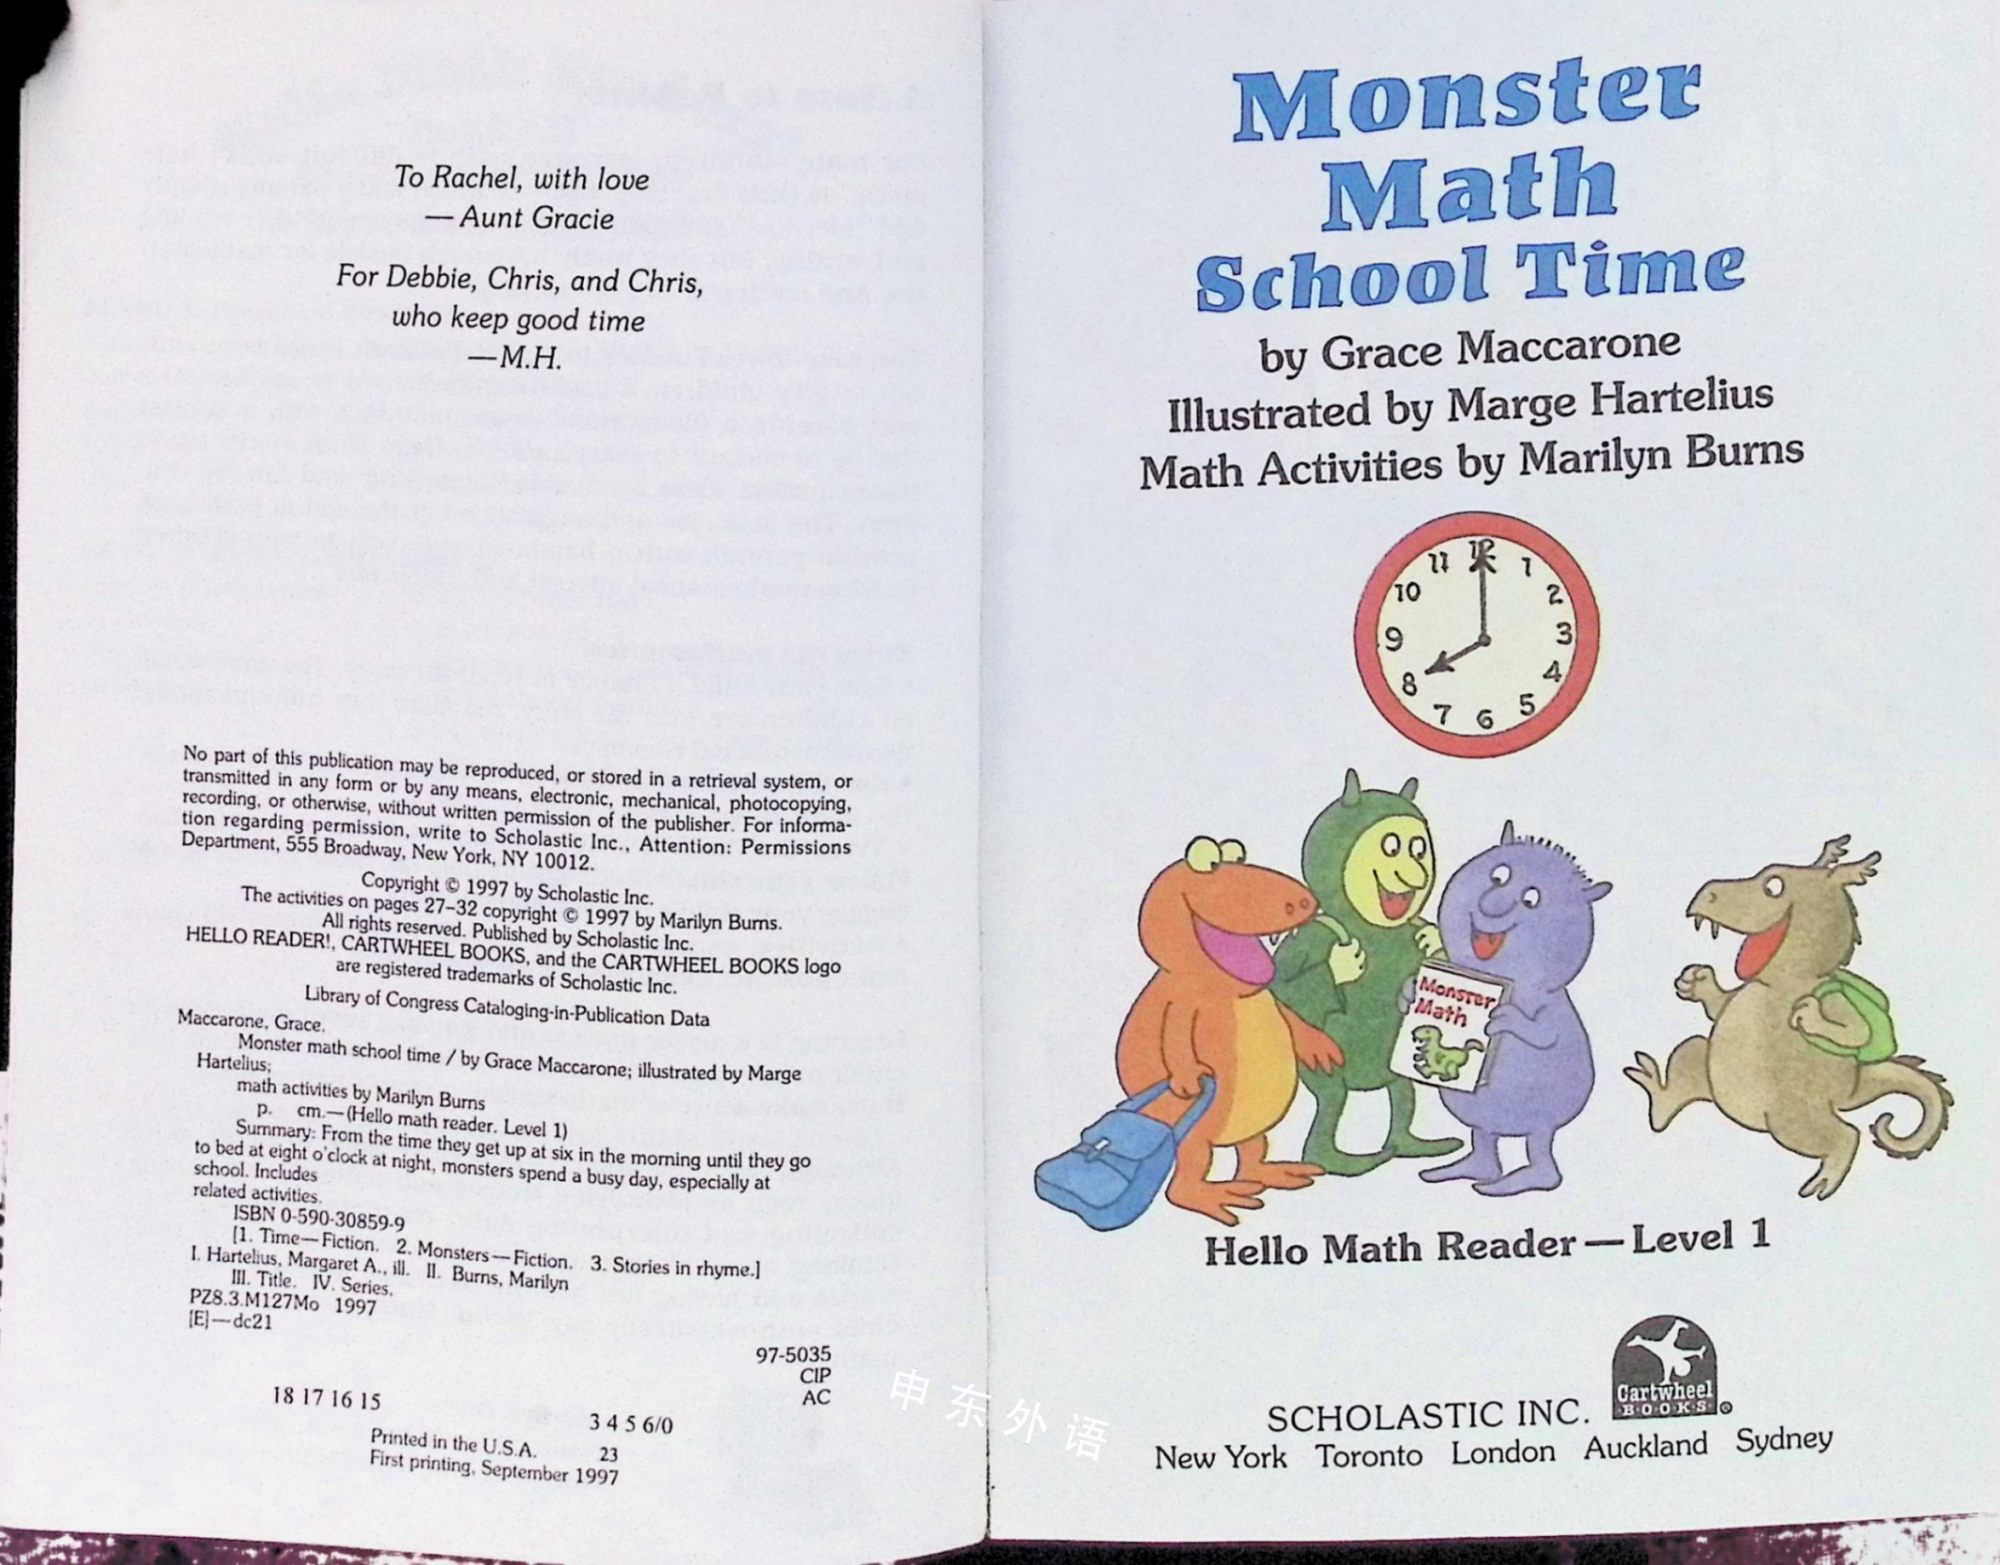 To Rachel, with love
— Aunt Gracie
For Debbie, Chris, and Chris,
who keep good time
—M.H.
No part of this publication may be reproduced, or stored in a retrieval system, or
transmitted in any form or by any means, electronic, mechanical, photocopying,
recording, or otherwise, without written permission of the publisher. For informa-
tion regarding permission, write to Scholastic Inc., Attention: Permissions
Department, 555 Broadway, New York, NY 10012.
Copyright © 1997 by Scholastic Inc.
The activities on pages 27–32 copyright © 1997 by Marilyn Burns.
All rights reserved. Published by Scholastic Inc.
HELLO READER!, CARTWHEEL BOOKS, and the CARTWHEEL BOOKS logo
are registered trademarks of Scholastic Inc.
Library of Congress Cataloging-in-Publication Data
Maccarone, Grace.
Monster math school time / by Grace Maccarone; illustrated by Marge
Hartelius;
math activities by Marilyn Burns
p. cm.—(Hello math reader. Level 1)
Summary: From the time they get up at six in the morning until they go
to bed at eight o'clock at night, monsters spend a busy day, especially at
school. Includes
related activities.
ISBN 0-590-30859-9
[1. Time—Fiction. 2. Monsters—Fiction. 3. Stories in rhyme.]
I. Hartelius, Margaret A., ill. II. Burns, Marilyn
III. Title. IV. Series.
PZ8.3.M127Mo 1997
[E]—dc21
97-5035
CIP
AC
18 17 16 15
3 4 5 6/0
Printed in the U.S.A.
23
First printing, September 1997
Monster
Math
School Time
by Grace Maccarone
Illustrated by Marge Hartelius
Math Activities by Marilyn Burns
12
11 1
10 2
9 3
8 4
7 6 5
Monster
Math
Hello Math Reader — Level 1
Cartwheel
B·O·O·K·S ®
SCHOLASTIC INC.
New York Toronto London Auckland Sydney
申东外语